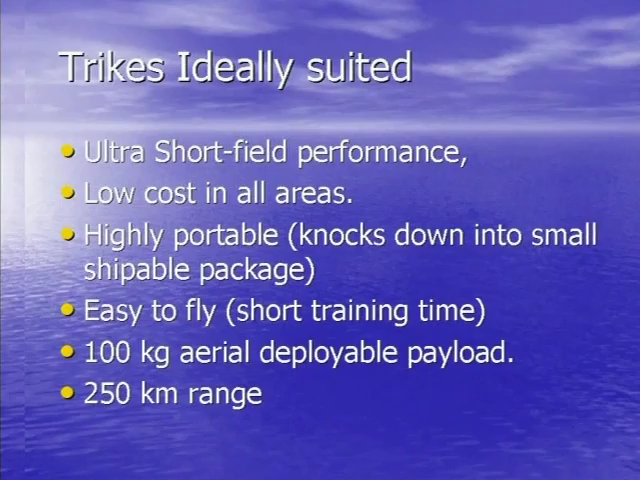 Trikes Ideally suited
• Ultra Short-field performance,
• Low cost in all areas.
• Highly portable (knocks down into small
shipable package)
• Easy to fly (short training time)
• 100 kg aerial deployable payload.
• 250 km range